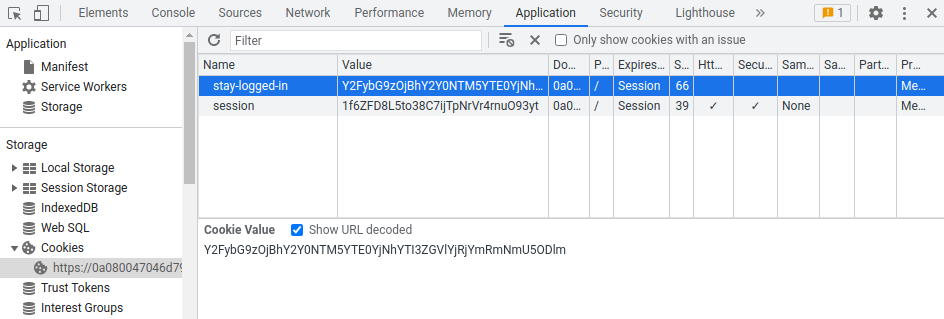 Elements Console Sources Network Performance Memory Application Security Lighthouse » 1
Application
Manifest
Service Workers
Storage
Storage
Local Storage
Session Storage
IndexedDB
Web SQL
Cookies
https://0a080047046d79
Trust Tokens
Interest Groups
Filter Only show cookies with an issue
Name Value Do... P... Expires... S... Htt... Secu... Sam... Sa... Part... Pr...
stay-logged-in Y2FybG9zOjBhY2Y0NTM5YTE0YjNh... 0a0... / Session 66 Me...
session 1f6ZFD8L5to38C7ijTpNrVr4rnuO93yt 0a0... / Session 39 ✓ ✓ None Me...
Cookie Value Show URL decoded
Y2FybG9zOjBhY2Y0NTM5YTE0YjNhYTI3ZGVlYjRjYmRmNmU5ODlm